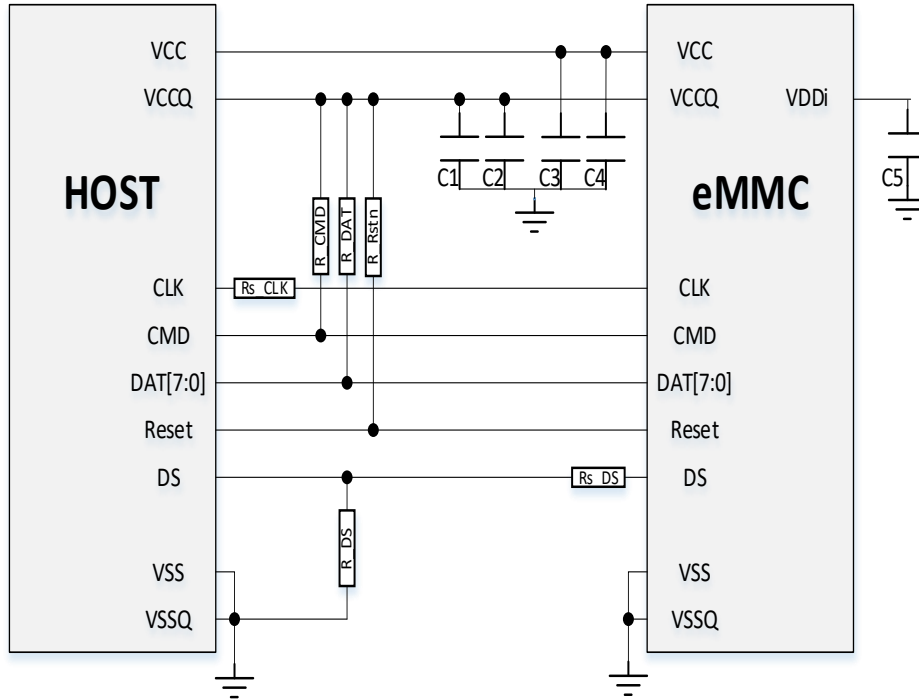 HOST
VCC
VCCQ
CLK
CMD
DAT[7:0]
Reset
DS
VSS
VSSQ
R_CMD
R_DAT
R_Rstn
Rs_CLK
R_DS
Rs_DS
C1
C2
C3
C4
eMMC
VCC
VCCQ
VDDi
CLK
CMD
DAT[7:0]
Reset
DS
VSS
VSSQ
C5